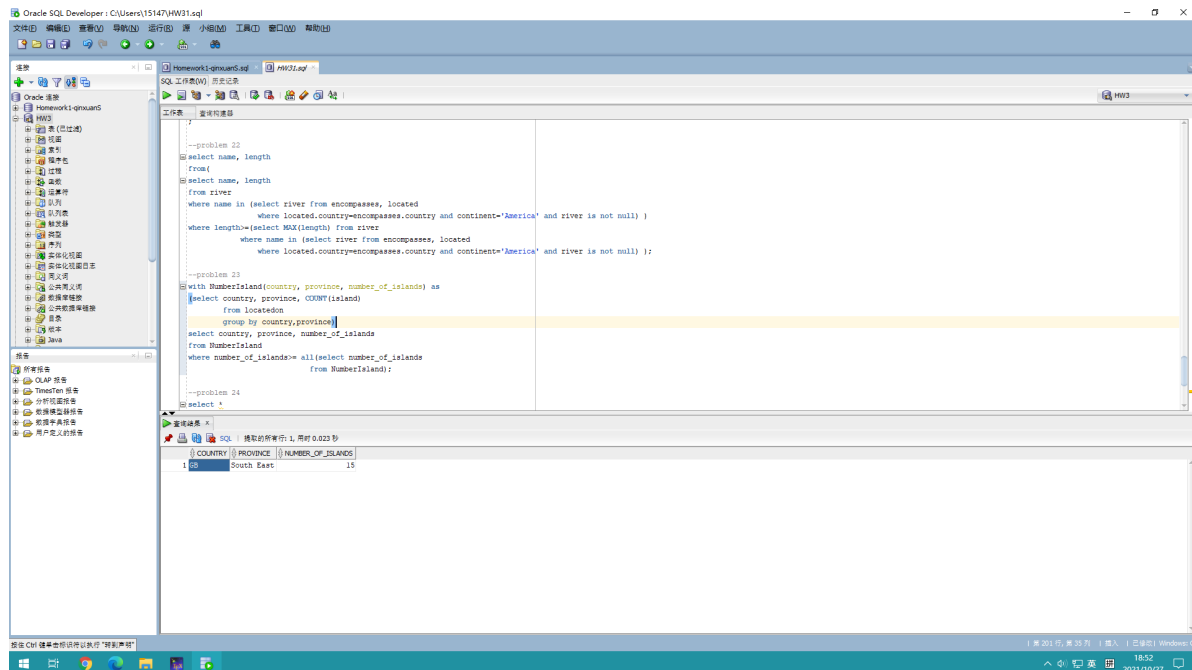 Oracle SQL Developer : C:\Users\15147\HW31.sql
文件(F) 编辑(E) 查看(V) 导航(N) 运行(R) 源 小组(M) 工具(T) 窗口(W) 帮助(H)
连接
Oracle 连接
Homework1-qinxuanS
HW3
表 (已过滤)
视图
索引
程序包
过程
函数
运算符
队列
队列表
触发器
类型
序列
实体化视图
实体化视图日志
同义词
公共同义词
数据库链接
公共数据库链接
目录
版本
Java
报告
所有报告
OLAP 报告
TimesTen 报告
分析视图报告
数据模型器报告
数据字典报告
用户定义的报告
Homework1-qinxuanS.sql
HW31.sql
SQL 工作表(W) 历史记录
HW3
工作表 查询构建器
;
--problem 22
select name, length
from(
select name, length
from river
where name in (select river from encompasses, located
where located.country=encompasses.country and continent='America' and river is not null) )
where length>=(select MAX(length) from river
where name in (select river from encompasses, located
where located.country=encompasses.country and continent='America' and river is not null) );
--problem 23
with NumberIsland(country, province, number_of_islands) as
(select country, province, COUNT(island)
from locatedon
group by country,province)
select country, province, number_of_islands
from NumberIsland
where number_of_islands>= all(select number_of_islands
from NumberIsland);
--problem 24
select *
查询结果
SQL | 提取的所有行: 1, 用时 0.023 秒
COUNTRY PROVINCE NUMBER_OF_ISLANDS
1 GB South East 15
按住 Ctrl 键单击标识符以执行 "转到声明"
第 201 行, 第 35 列 | 插入 | 已修改 | Windows:
英 拼 18:52
2021/10/27